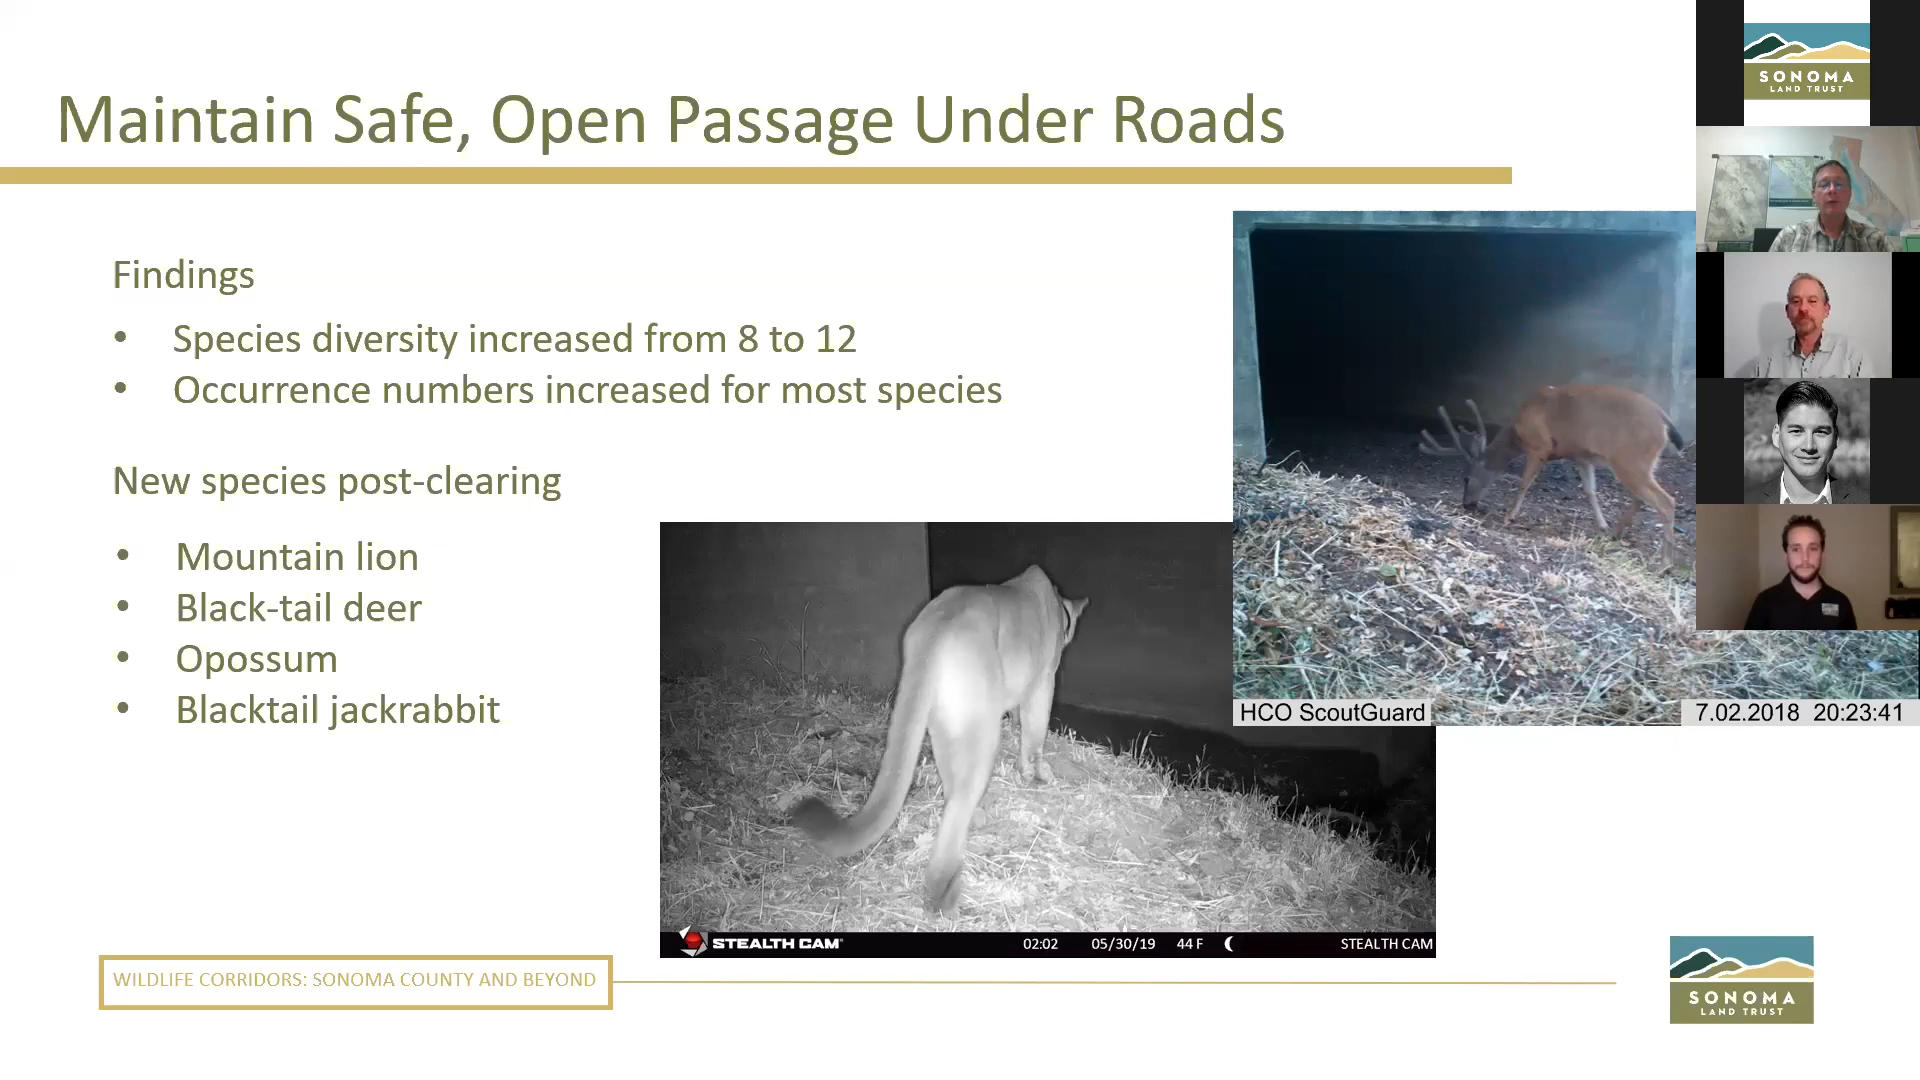 Maintain Safe, Open Passage Under Roads
Findings
• Species diversity increased from 8 to 12
• Occurrence numbers increased for most species
New species post-clearing
• Mountain lion
• Black-tail deer
• Opossum
• Blacktail jackrabbit
HCO ScoutGuard 7.02.2018 20:23:41
STEALTH CAM 02:02 05/30/19 44 F STEALTH CAM
WILDLIFE CORRIDORS: SONOMA COUNTY AND BEYOND
SONOMA
LAND TRUST
SONOMA
LAND TRUST